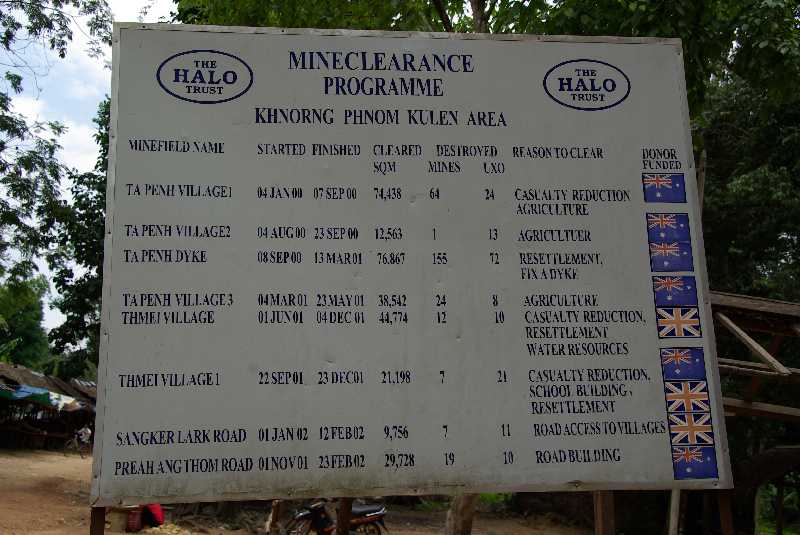 THE
HALO
TRUST
MINECLEARANCE
PROGRAMME
THE
HALO
TRUST
KHNORNG PHNOM KULEN AREA
MINEFIELD NAME STARTED FINISHED CLEARED SQM DESTROYED MINES UXO REASON TO CLEAR DONOR FUNDED
TA PENH VILLAGE1 04 JAN 00 07 SEP 00 74,438 64 24 CASUALTY REDUCTION
AGRICULTURE
TA PENH VILLAGE2 04 AUG 00 23 SEP 00 12,563 1 13 AGRICULTUER
TA PENH DYKE 08 SEP 00 13 MAR 01 76,867 155 72 RESETTLEMENT,
FIX A DYKE
TA PENH VILLAGE 3 04 MAR 01 23 MAY 01 38,542 24 8 AGRICULTURE
THMEI VILLAGE 01 JUN 01 04 DEC 01 44,774 12 10 CASUALTY REDUCTION,
RESETTLEMENT
WATER RESOURCES
THMEI VILLAGE 1 22 SEP 01 23 DEC 01 21,198 7 21 CASUALTY REDUCTION,
SCHOOL BUILDING,
RESETTLEMENT
SANGKER LARK ROAD 01 JAN 02 12 FEB 02 9,756 7 11 ROAD ACCESS TO VILLAGES
PREAH ANG THOM ROAD 01 NOV 01 23 FEB 02 29,728 19 10 ROAD BUILDING